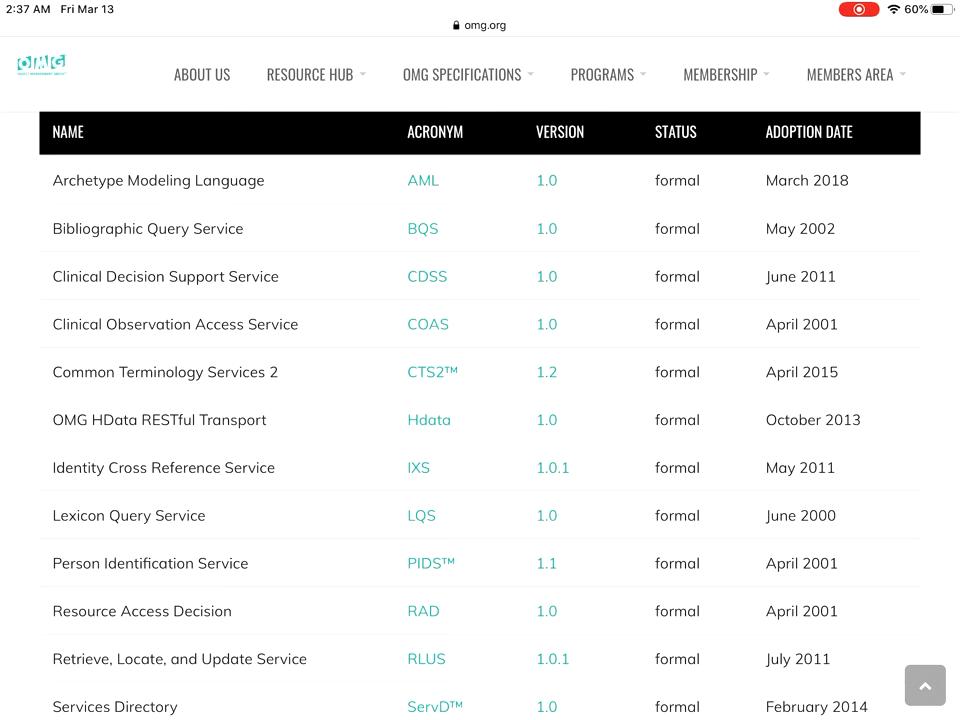 2:37 AM Fri Mar 13 60%
omg.org
OMG ABOUT US RESOURCE HUB OMG SPECIFICATIONS PROGRAMS MEMBERSHIP MEMBERS AREA
NAME ACRONYM VERSION STATUS ADOPTION DATE
Archetype Modeling Language AML 1.0 formal March 2018
Bibliographic Query Service BQS 1.0 formal May 2002
Clinical Decision Support Service CDSS 1.0 formal June 2011
Clinical Observation Access Service COAS 1.0 formal April 2001
Common Terminology Services 2 CTS2™ 1.2 formal April 2015
OMG HData RESTful Transport Hdata 1.0 formal October 2013
Identity Cross Reference Service IXS 1.0.1 formal May 2011
Lexicon Query Service LQS 1.0 formal June 2000
Person Identification Service PIDS™ 1.1 formal April 2001
Resource Access Decision RAD 1.0 formal April 2001
Retrieve, Locate, and Update Service RLUS 1.0.1 formal July 2011
Services Directory ServD™ 1.0 formal February 2014